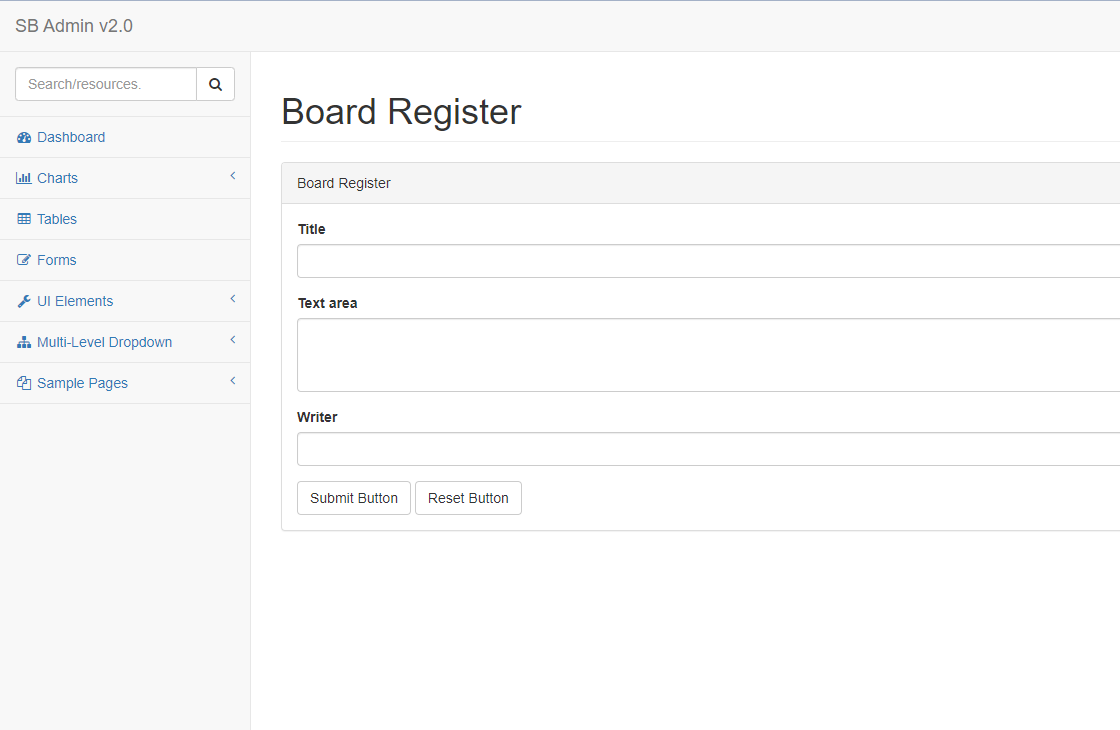 SB Admin v2.0
Search/resources.
Dashboard
Charts
Tables
Forms
UI Elements
Multi-Level Dropdown
Sample Pages
Board Register
Board Register
Title
Text area
Writer
Submit Button Reset Button